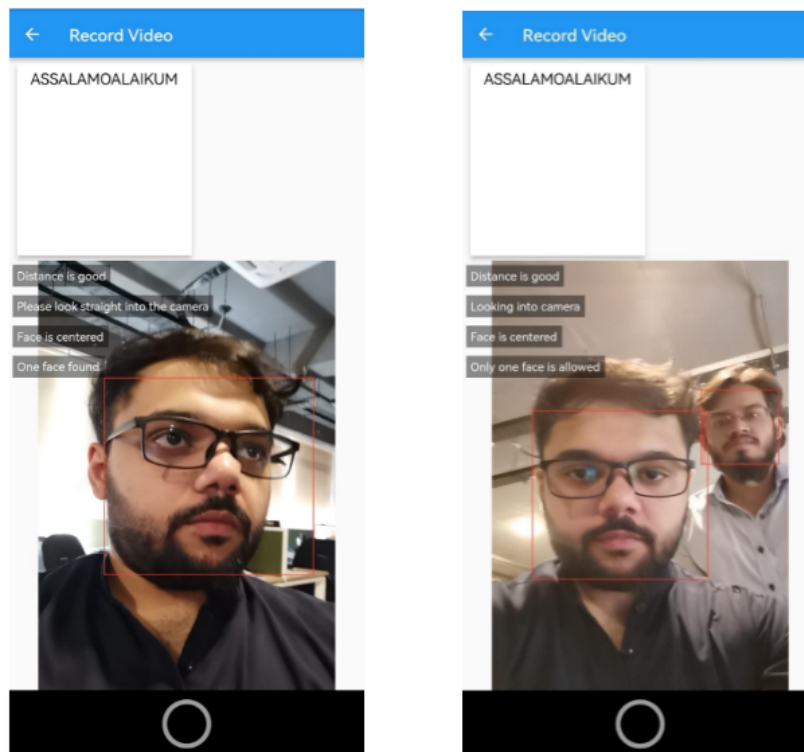 Record Video
ASSALAMOALAIKUM
Distance is good
Please look straight into the camera
Face is centered
One face found
Record Video
ASSALAMOALAIKUM
Distance is good
Looking into camera
Face is centered
Only one face is allowed